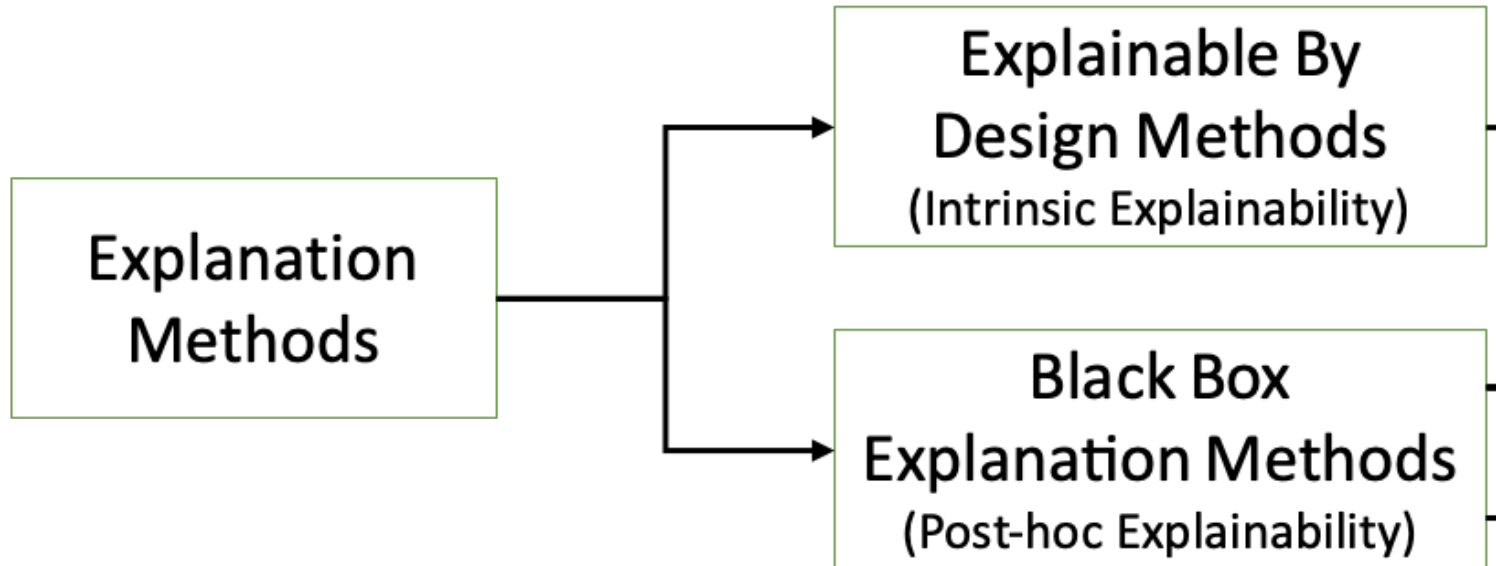 Explanation
Methods
Explainable By
Design Methods
(Intrinsic Explainability)
Black Box
Explanation Methods
(Post-hoc Explainability)